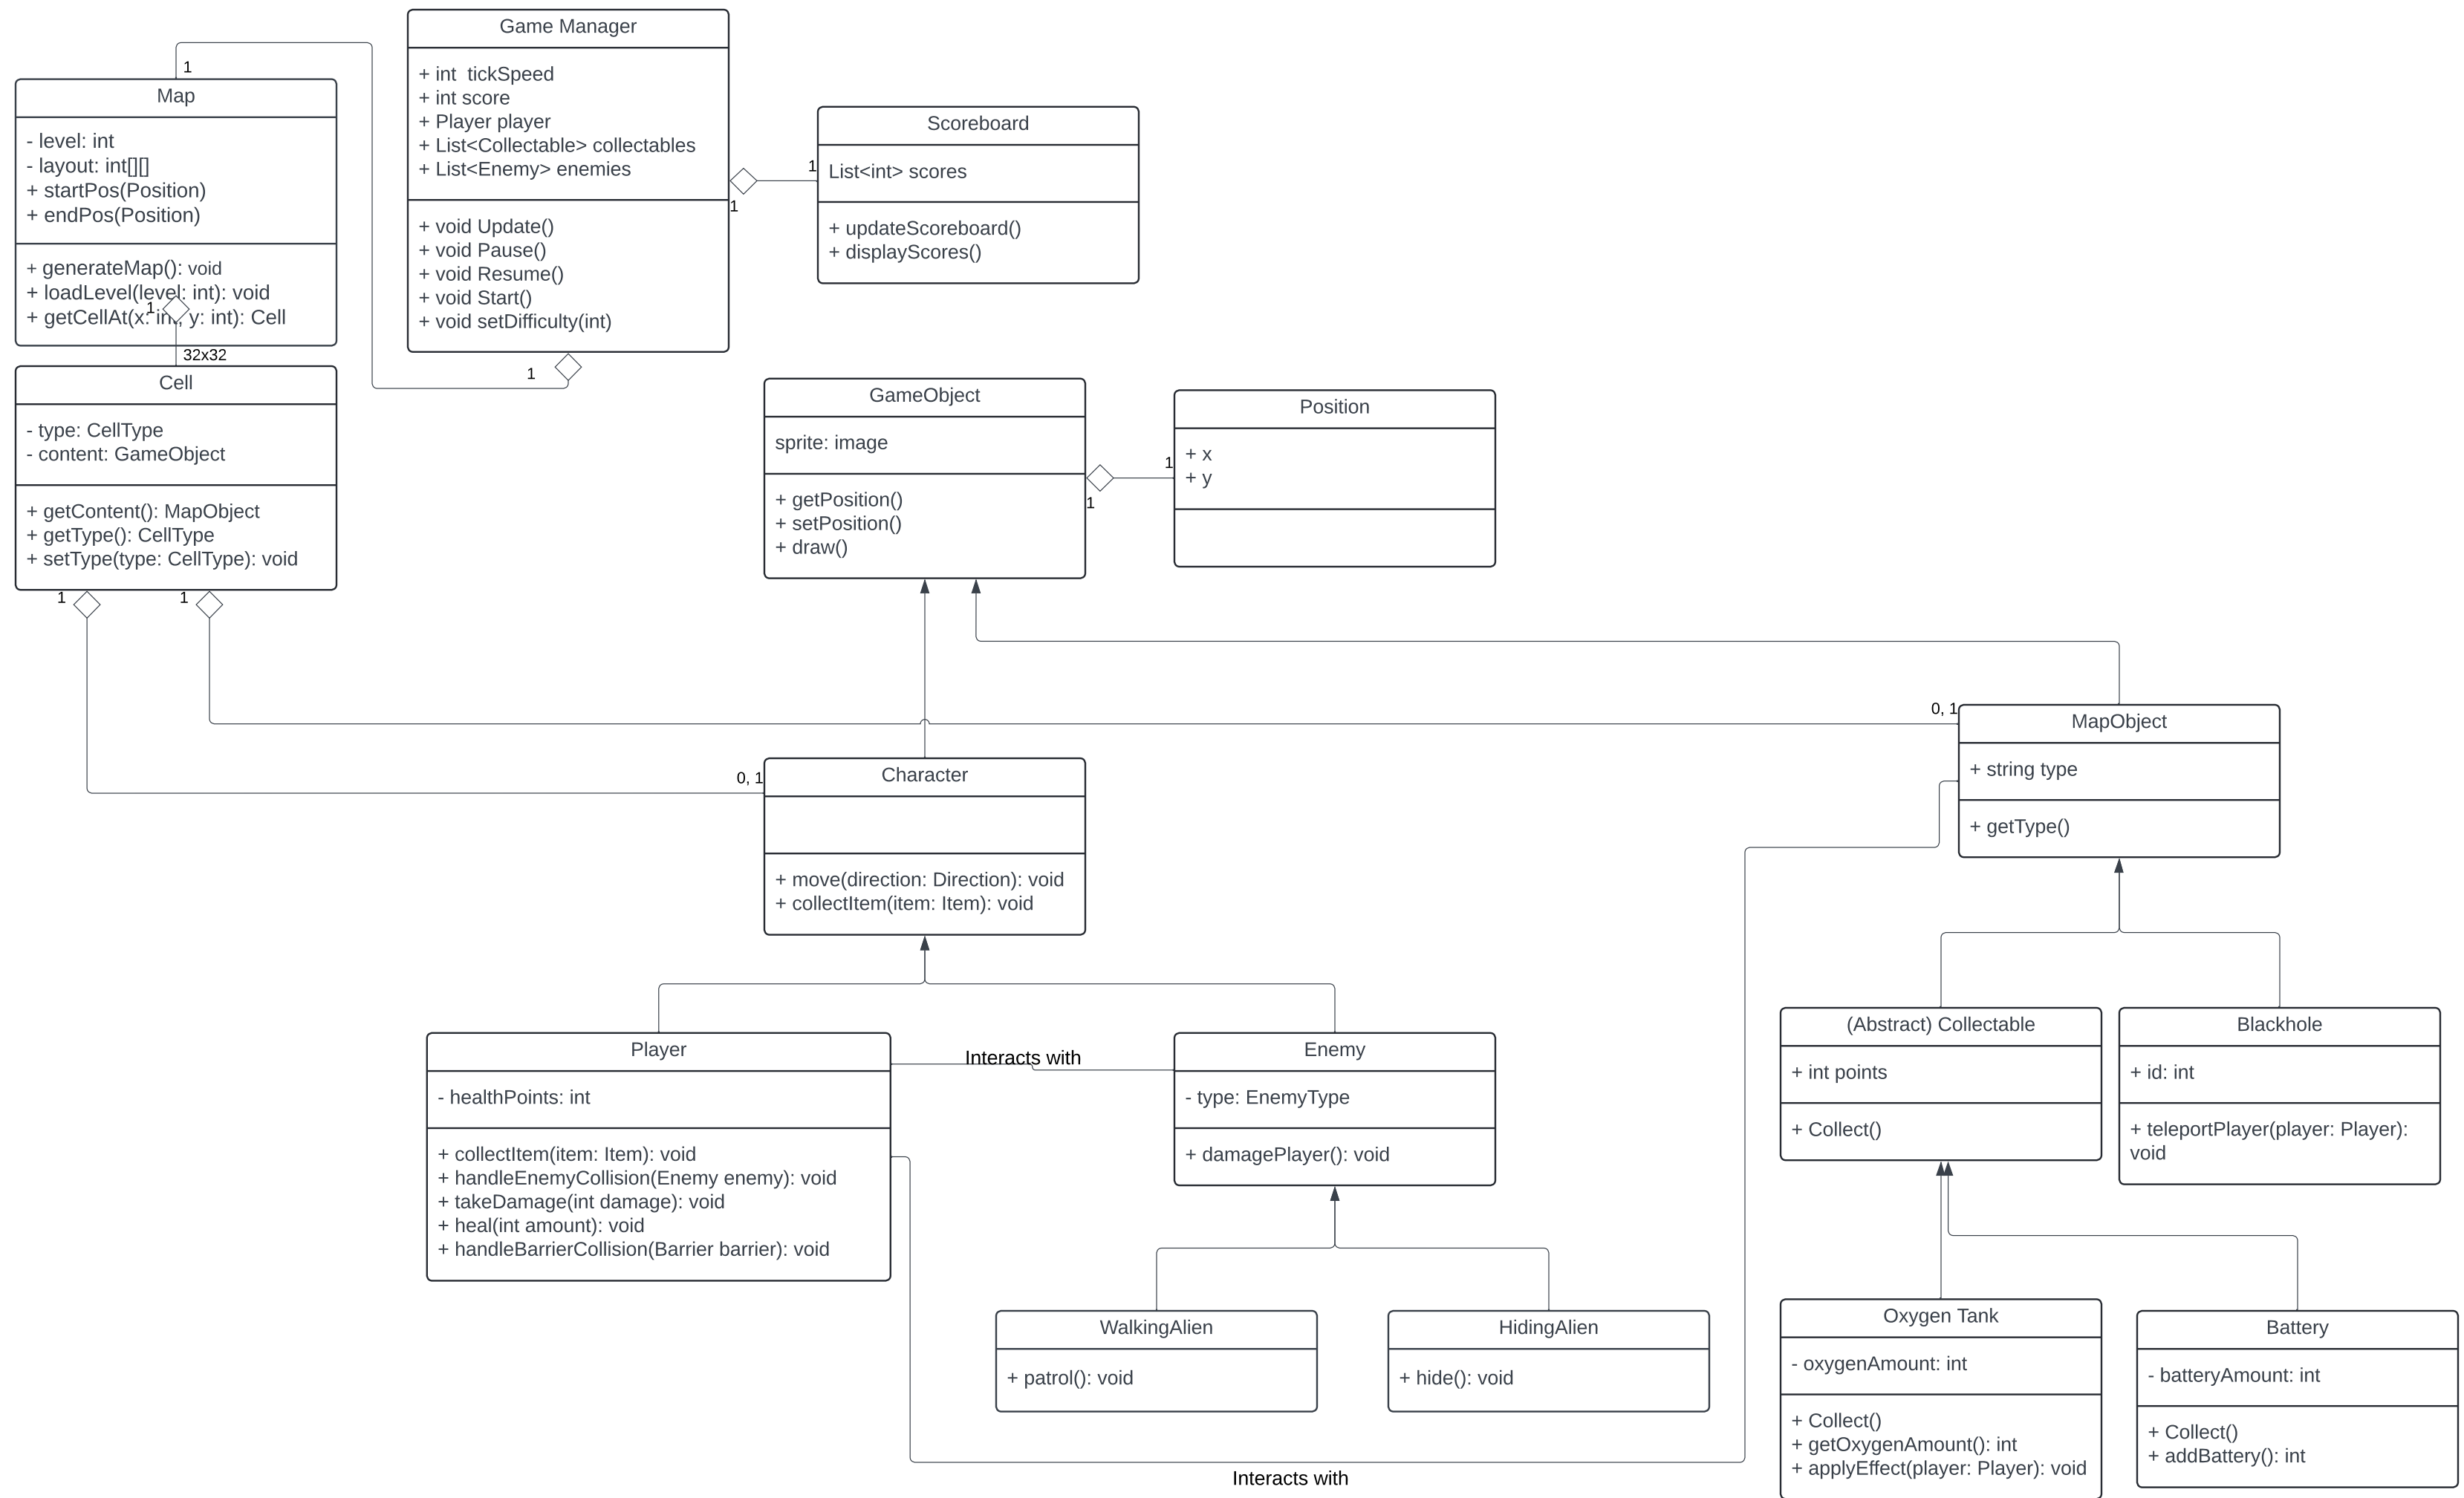 Game Manager
+ int  tickSpeed
+ int score
+ Player player
+ List<Collectable> collectables
+ List<Enemy> enemies
+ void Update()
+ void Pause()
+ void Resume()
+ void Start()
+ void setDifficulty(int)
1
1
Map
- level: int
- layout: int[][]
+ startPos(Position)
+ endPos(Position)
+ generateMap(): void
+ loadLevel(level: int): void
+ getCellAt(x: int, y: int): Cell
1
32x32
Scoreboard
List<int> scores
+ updateScoreboard()
+ displayScores()
1
1
Cell
- type: CellType
- content: GameObject
+ getContent(): MapObject
+ getType(): CellType
+ setType(type: CellType): void
1
1
GameObject
sprite: image
+ getPosition()
+ setPosition()
+ draw()
1
1
Position
+ x
+ y
0, 1
MapObject
+ string type
+ getType()
0, 1
Character
+ move(direction: Direction): void
+ collectItem(item: Item): void
Player
- healthPoints: int
+ collectItem(item: Item): void
+ handleEnemyCollision(Enemy enemy): void
+ takeDamage(int damage): void
+ heal(int amount): void
+ handleBarrierCollision(Barrier barrier): void
Interacts with
Enemy
- type: EnemyType
+ damagePlayer(): void
(Abstract) Collectable
+ int points
+ Collect()
Blackhole
+ id: int
+ teleportPlayer(player: Player):
void
WalkingAlien
+ patrol(): void
HidingAlien
+ hide(): void
Oxygen Tank
- oxygenAmount: int
+ Collect()
+ getOxygenAmount(): int
+ applyEffect(player: Player): void
Battery
- batteryAmount: int
+ Collect()
+ addBattery(): int
Interacts with